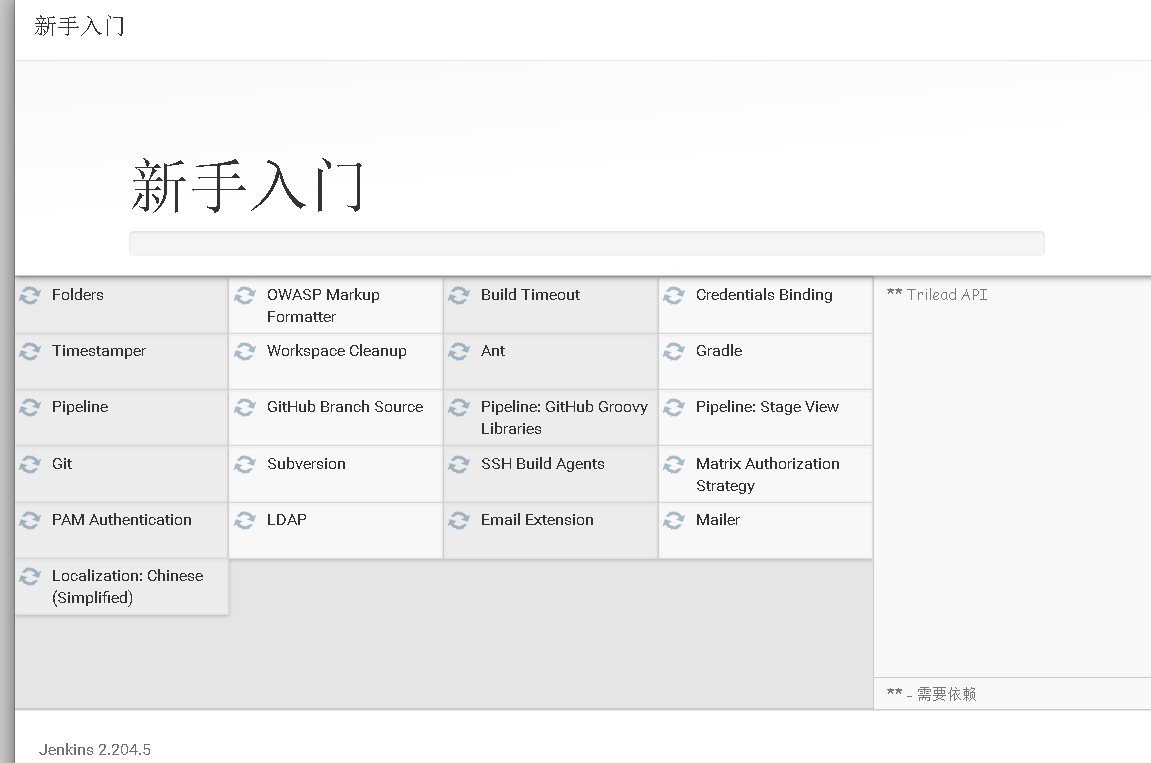 新手入门
新手入门
Folders
OWASP Markup
Formatter
Build Timeout
Credentials Binding
** Trilead API
Timestamper
Workspace Cleanup
Ant
Gradle
Pipeline
GitHub Branch Source
Pipeline: GitHub Groovy
Libraries
Pipeline: Stage View
Git
Subversion
SSH Build Agents
Matrix Authorization
Strategy
PAM Authentication
LDAP
Email Extension
Mailer
Localization: Chinese
(Simplified)
** - 需要依赖
Jenkins 2.204.5